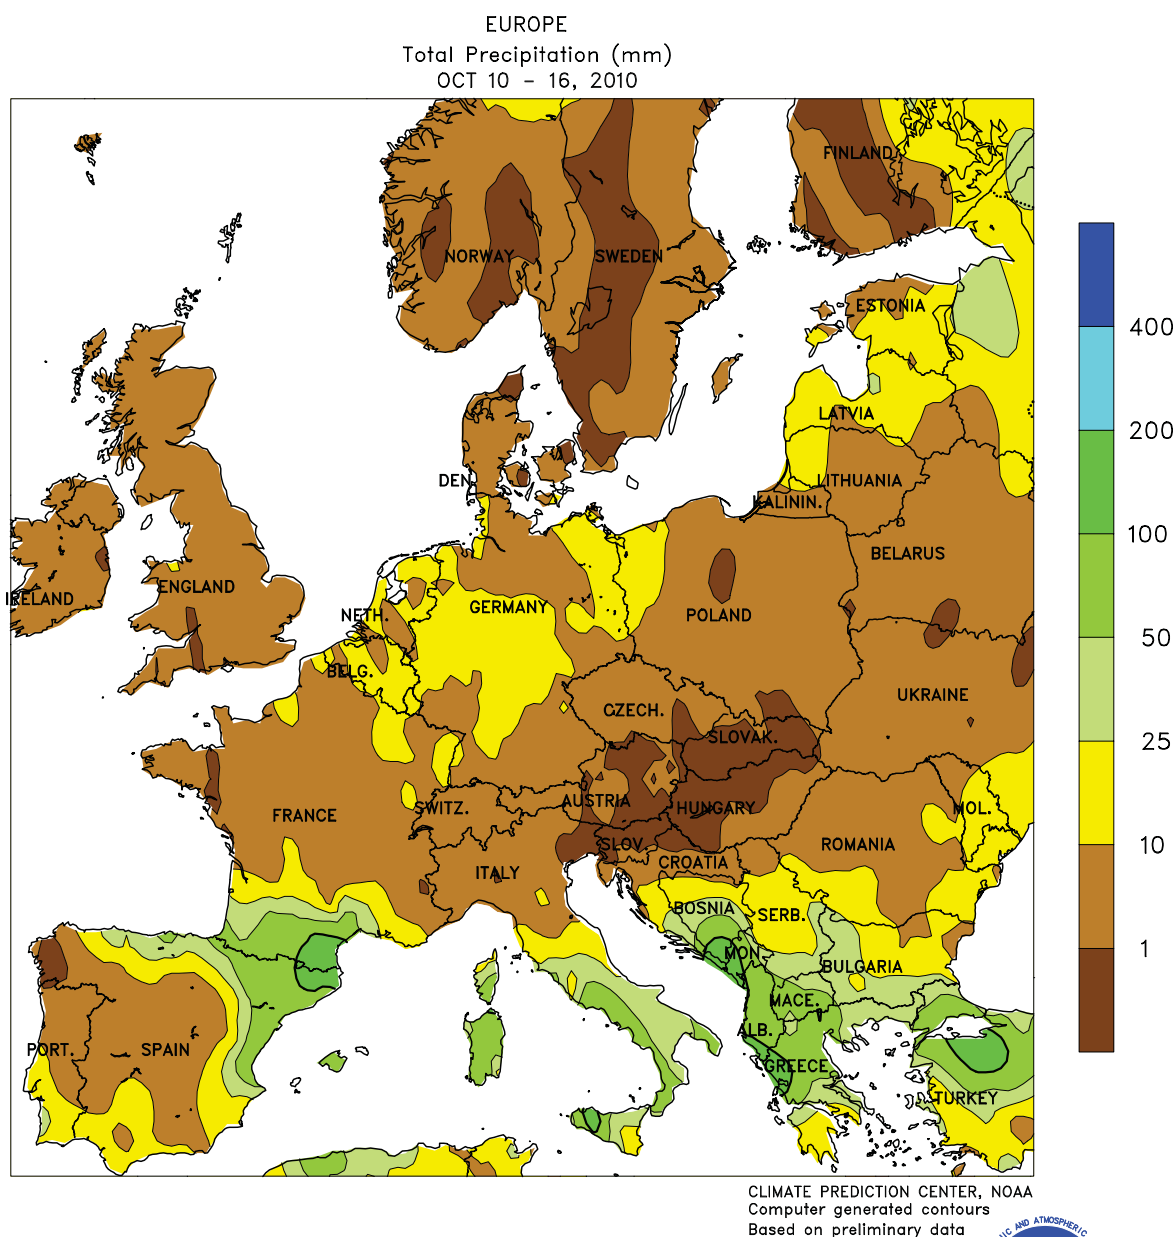 EUROPE
Total Precipitation (mm)
OCT 10 - 16, 2010
FINLAND
NORWAY
SWEDEN
ESTONIA
400
LATVIA
200
DEN.
LITHUANIA
KALININ.
100
BELARUS
ENGLAND
IRELAND
NETH.
GERMANY
POLAND
50
BELG.
UKRAINE
CZECH.
SLOVAK.
25
AUSTRIA
HUNGARY
SWITZ.
MOL.
FRANCE
SLOV.
ROMANIA
10
CROATIA
ITALY
BOSNIA
SERB.
MON.
1
BULGARIA
MACE.
ALB.
PORT.
SPAIN
GREECE
TURKEY
CLIMATE PREDICTION CENTER, NOAA
Computer generated contours
Based on preliminary data
NIC AND ATMOSPHERIC